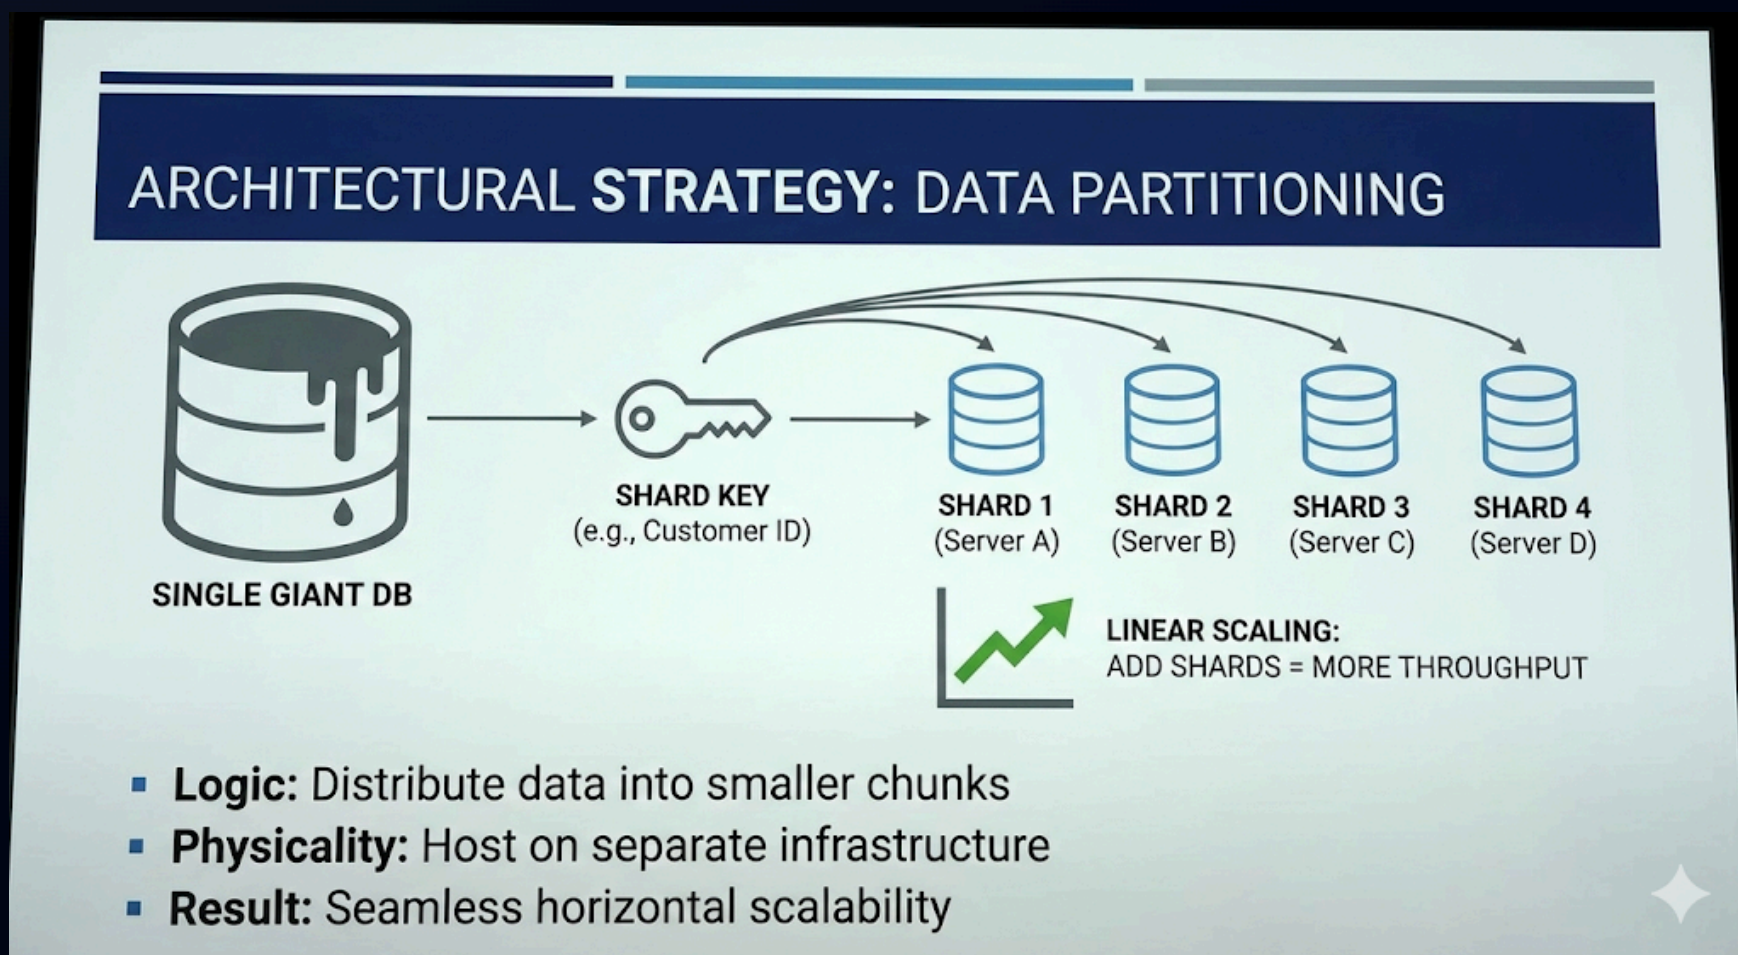 ARCHITECTURAL STRATEGY: DATA PARTITIONING
SINGLE GIANT DB
SHARD KEY
(e.g., Customer ID)
SHARD 1
(Server A)
SHARD 2
(Server B)
SHARD 3
(Server C)
SHARD 4
(Server D)
LINEAR SCALING:
ADD SHARDS = MORE THROUGHPUT
Logic: Distribute data into smaller chunks
Physicality: Host on separate infrastructure
Result: Seamless horizontal scalability